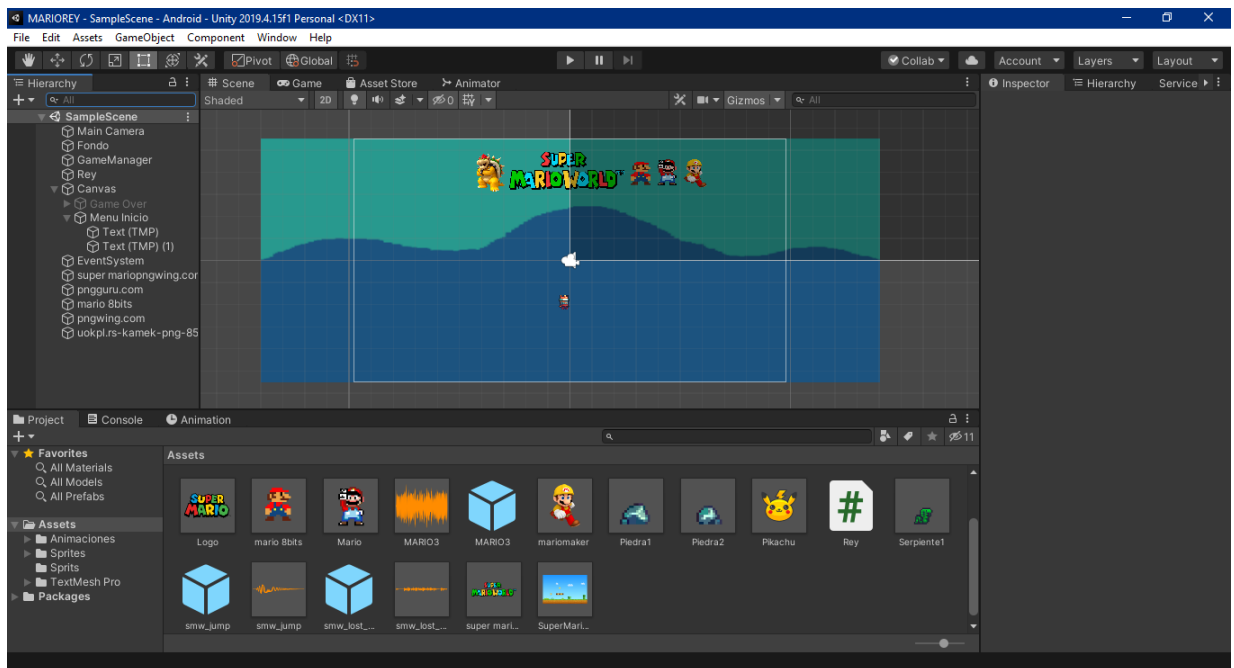 MARIOREY - SampleScene - Android - Unity 2019.4.15f1 Personal <DX11>
File Edit Assets GameObject Component Window Help
Pivot Global Collab Account Layers Layout
Hierarchy # Scene Game Asset Store Animator Inspector Hierarchy Service
All Shaded 2D 0 Gizmos All
SampleScene
Main Camera
Fondo
GameManager
Rey
Canvas
Game Over
Menu Inicio
Text (TMP)
Text (TMP) (1)
EventSystem
super mariopngwing.cor
pngguru.com
mario 8bits
pngwing.com
uokpl.rs-kamek-png-85
SUPER
MARIOWORLD
Project Console Animation
11
Favorites
All Materials
All Models
All Prefabs
Assets
Animaciones
Sprites
Sprits
TextMesh Pro
Packages
Assets
SUPER
MARIO
#
Logo mario 8bits Mario MARIO3 MARIO3 mariomaker Piedra1 Piedra2 Pikachu Rey Serpiente1
smw_jump smw_jump smw_lost_... smw_lost_... super mari... SuperMari...